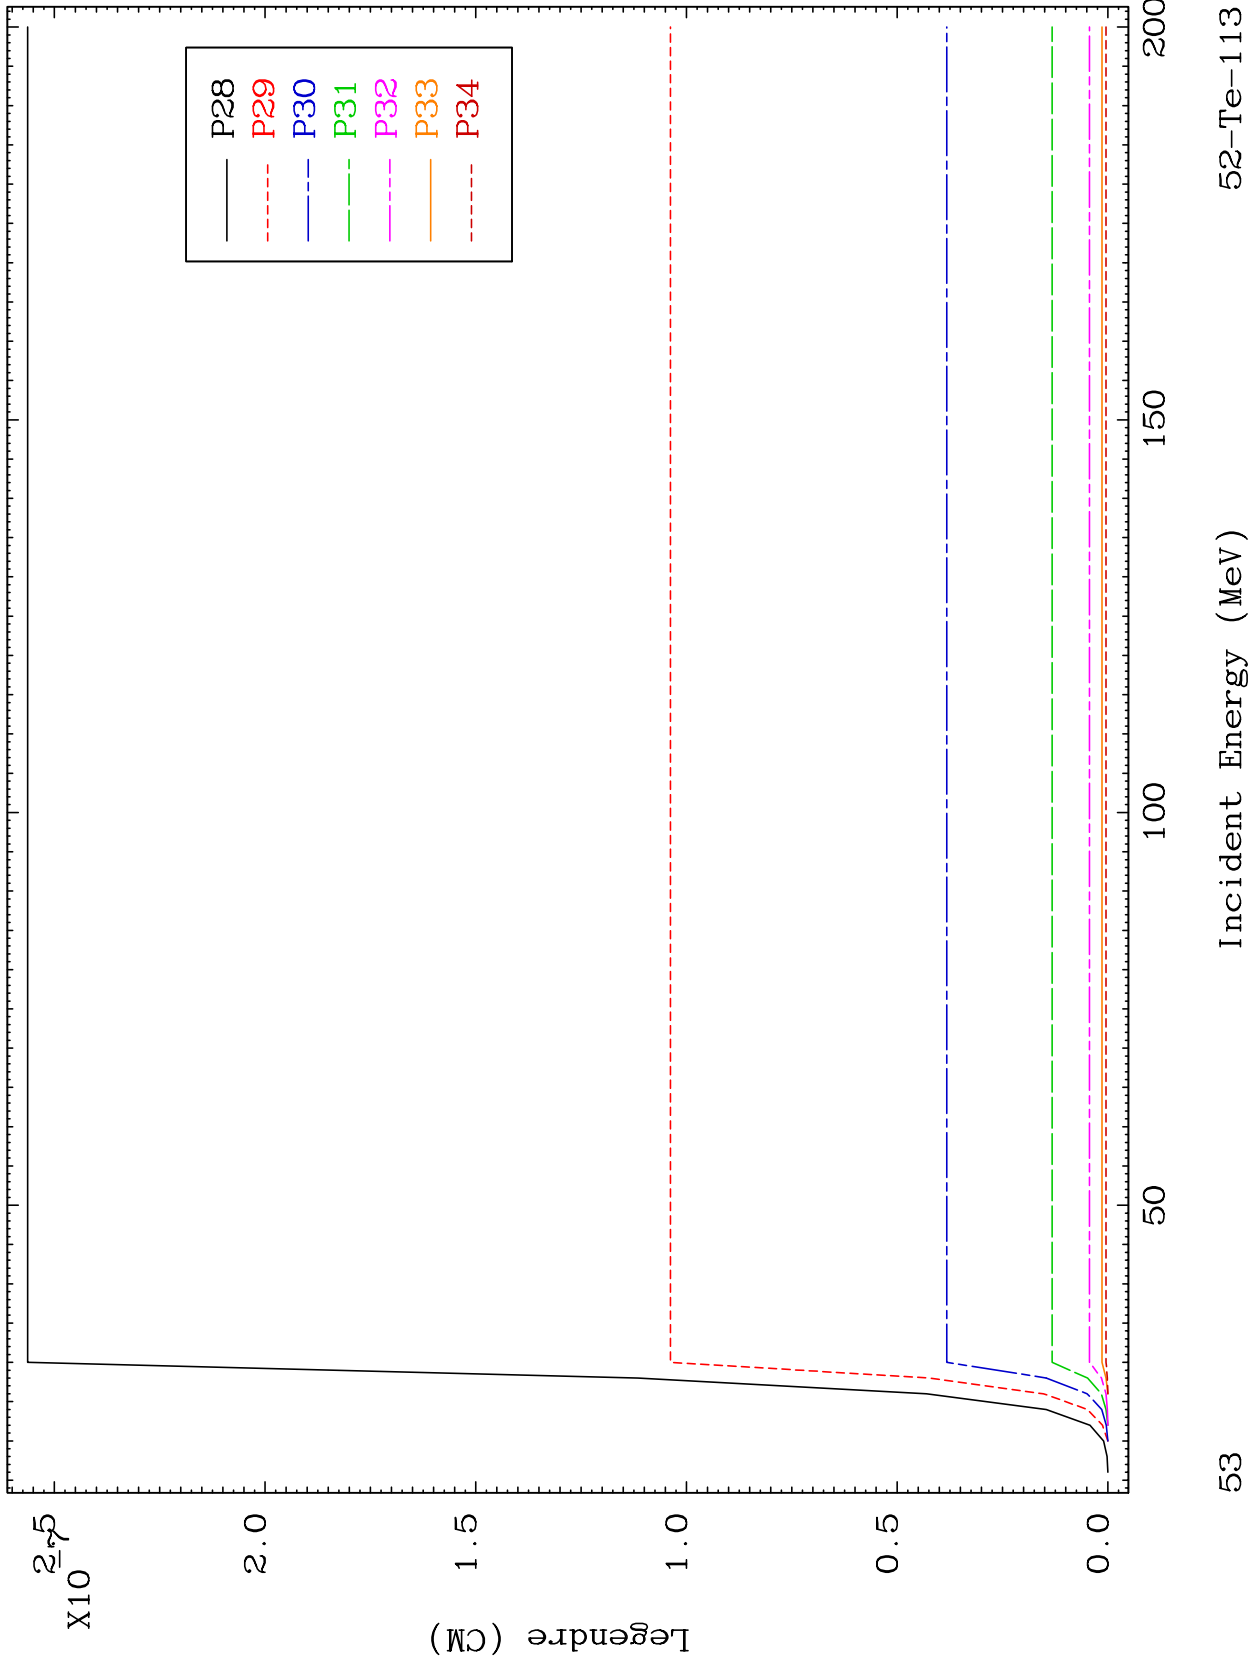 X10
-7
2.5
2.0
1.5
1.0
0.5
0.0
Legendre (CM)
P28
P29
P30
P31
P32
P33
P34
50
100
150
200
Incident Energy (MeV)
53
52-Te-113